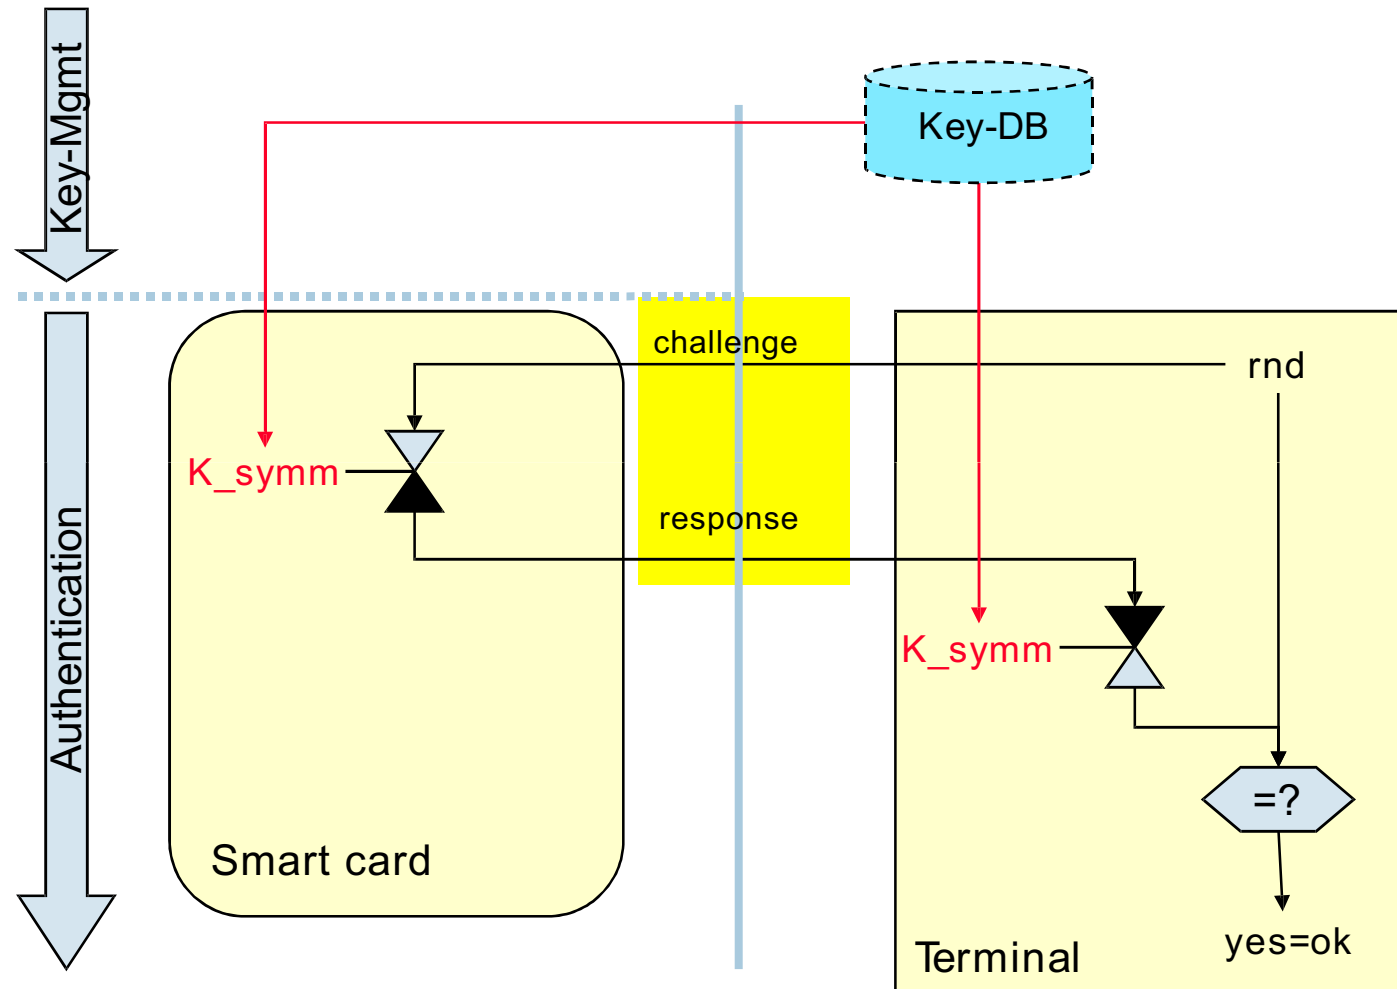 Key-Mgmt
Key-DB
challenge
rnd
K_symm
response
K_symm
Authentication
=?
Smart card
yes=ok
Terminal